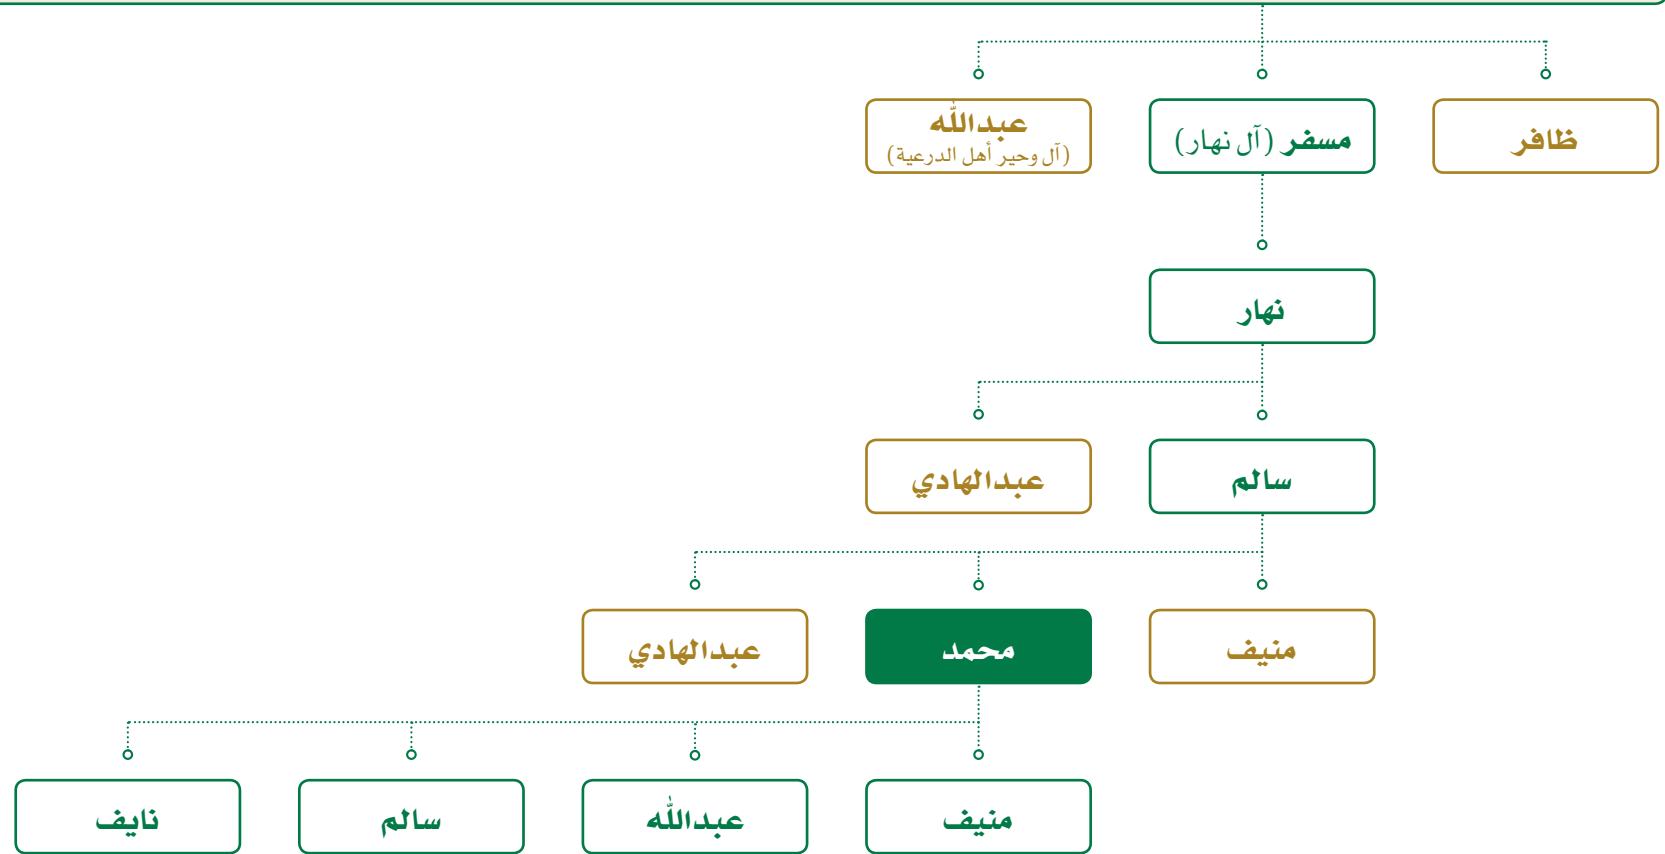 ظافر
مسفر (آل نهار)
عبدالله
(آل وحير أهل الدرعية)
نهار
سالم
عبدالهادي
منيف
محمد
عبدالهادي
منيف
عبدالله
سالم
نايف